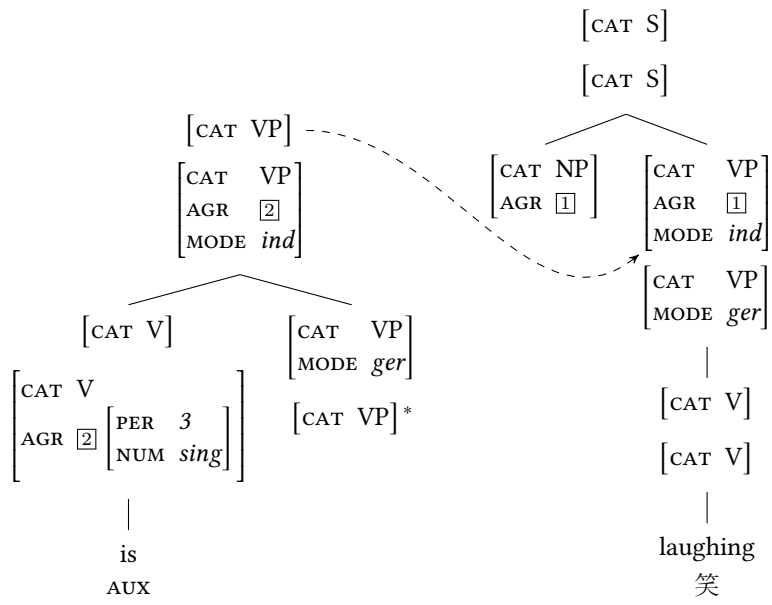 [CAT S]
[CAT S]
[CAT VP]
[CAT VP
AGR 2
MODE ind]
[CAT V]
[CAT V
AGR 2 [PER 3
NUM sing]]
is
AUX
[CAT VP
MODE ger]
[CAT VP]*
[CAT NP
AGR 1]
[CAT VP
AGR 1
MODE ind]
[CAT VP
MODE ger]
[CAT V]
[CAT V]
laughing
笑